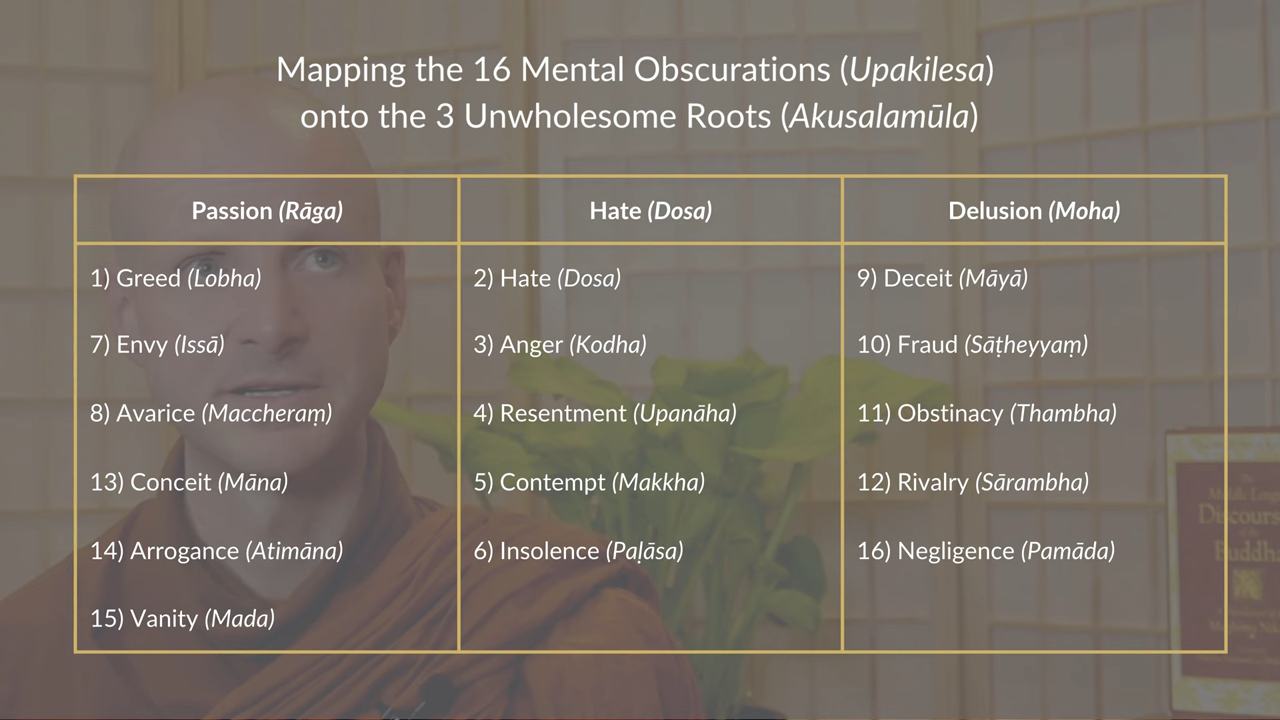 Mapping the 16 Mental Obscurations (Upakilesa)
onto the 3 Unwholesome Roots (Akusalamūla)
Passion (Rāga)
Hate (Dosa)
Delusion (Moha)
1) Greed (Lobha)
2) Hate (Dosa)
9) Deceit (Māyā)
7) Envy (Issā)
3) Anger (Kodha)
10) Fraud (Sāṭheyyaṃ)
8) Avarice (Maccheraṃ)
4) Resentment (Upanāha)
11) Obstinacy (Thambha)
13) Conceit (Māna)
5) Contempt (Makkha)
12) Rivalry (Sārambha)
14) Arrogance (Atimāna)
6) Insolence (Paḷāsa)
16) Negligence (Pamāda)
15) Vanity (Mada)
The
Middle
Discours